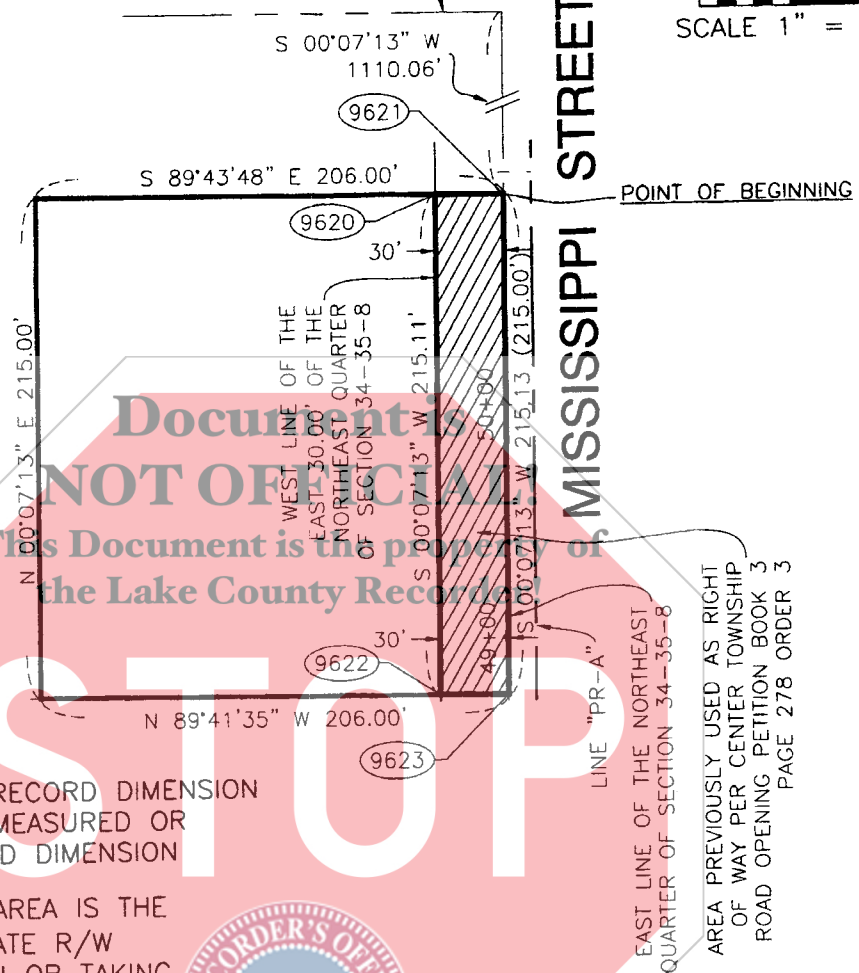 SCALE 1" =
S 00°07'13" W
1110.06'
9621
MISSISSIPPI STREET
S 89°43'48" E 206.00'
POINT OF BEGINNING
9620
30'
WEST LINE OF THE
EAST 30.00' OF THE
NORTHEAST QUARTER
OF SECTION 34-35-8
N 00°07'13" E 215.00'
S 00°07'13" W 215.11'
50+00
49+00
S 00°07'13" W 215.13 (215.00')
Document is
NOT OFFICIAL!
This Document is the property of
the Lake County Recorder!
30'
9622
N 89°41'35" W 206.00'
9623
LINE "PR-A"
EAST LINE OF THE NORTHEAST
QUARTER OF SECTION 34-35-8
AREA PREVIOUSLY USED AS RIGHT
OF WAY PER CENTER TOWNSHIP
ROAD OPENING PETITION BOOK 3
PAGE 278 ORDER 3
STOP
RECORD DIMENSION
MEASURED OR
D DIMENSION
AREA IS THE
ATE R/W
OR TAKING
RECORDER'S OFF